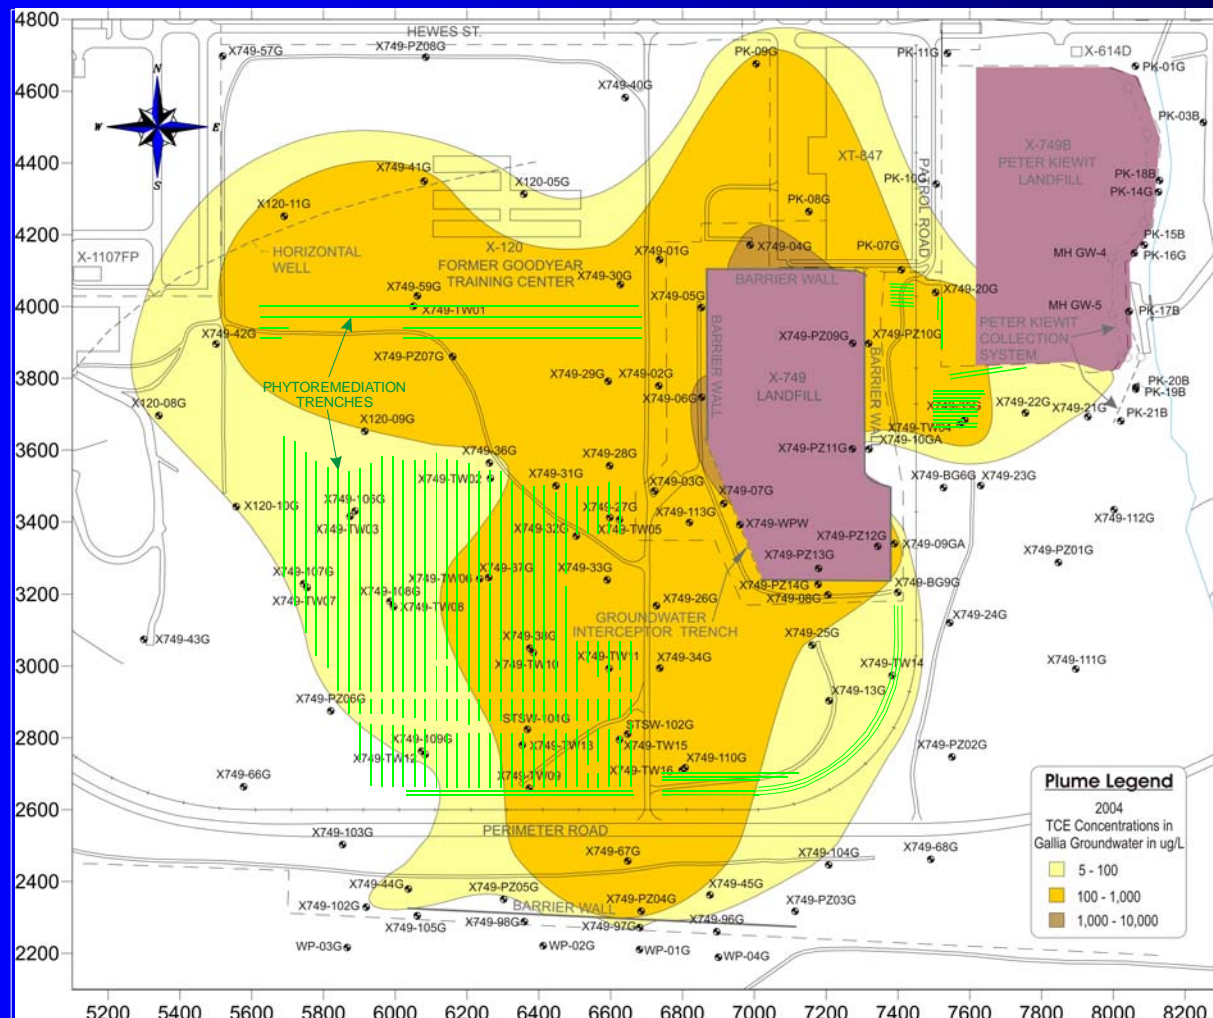 4800
HEWES ST.
X749-57G
X749-PZ08G
PK-09G
PK-11G
X-614D
PK-01G
N
W
E
S
4600
X749-40G
PK-03B
X-749B
PETER KIEWIT
LANDFILL
4400
X749-41G
X120-05G
XT-847
PK-10G
PATROL ROAD
PK-18B
PK-14G
X120-11G
PK-08G
4200
X-1107FP
HORIZONTAL
WELL
X-120
FORMER GOODYEAR
TRAINING CENTER
X749-01G
X749-04G
PK-07G
PK-15B
MH GW-4
PK-16G
X749-30G
BARRIER WALL
X749-59G
X749-05G
X749-20G
4000
X749-TW01
MH GW-5
PK-17B
X749-42G
X749-PZ09G
X749-PZ10G
PETER KIEWIT
COLLECTION
SYSTEM
BARRIER WALL
BARRIER WALL
X749-PZ07G
3800
PHYTOREMEDIATION
TRENCHES
X749-29G
X749-02G
X-749
LANDFILL
X749-06G
PK-20B
PK-19B
X120-08G
X749-35G
X749-22G
X749-21G
PK-21B
X120-09G
X749-TW04
X749-10GA
3600
X749-36G
X749-28G
X749-PZ11G
X749-TW02
X749-31G
X749-03G
X749-BG6G
X749-23G
X120-10G
X749-106G
X749-27G
X749-07G
3400
X749-TW03
X749-32G
X749-TW05
X749-113G
X749-WPW
X749-112G
X749-PZ12G
X749-09GA
X749-107G
X749-TW06
X749-37G
X749-33G
X749-PZ13G
X749-PZ01G
3200
X749-TW07
X749-108G
X749-TW08
X749-PZ14G
X749-08G
X749-BG9G
X749-26G
GROUNDWATER
INTERCEPTOR TRENCH
X749-24G
X749-43G
X749-38G
X749-25G
3000
X749-TW10
X749-TW11
X749-34G
X749-TW14
X749-111G
X749-PZ06G
X749-13G
2800
STSW-101G
STSW-102G
X749-109G
X749-TW13
X749-TW15
X749-PZ02G
X749-TW12
X749-TW16
X749-110G
X749-66G
X749-TW09
2600
PERIMETER ROAD
X749-103G
X749-67G
X749-104G
X749-68G
2400
X749-44G
X749-PZ05G
X749-45G
X749-102G
BARRIER WALL
X749-PZ04G
X749-PZ03G
X749-105G
X749-98G
X749-97G
X749-96G
2200
WP-03G
WP-02G
WP-01G
WP-04G
Plume Legend
2004
TCE Concentrations in
Gallia Groundwater in ug/L
5 - 100
100 - 1,000
1,000 - 10,000
5200 5400 5600 5800 6000 6200 6400 6600 6800 7000 7200 7400 7600 7800 8000 8200